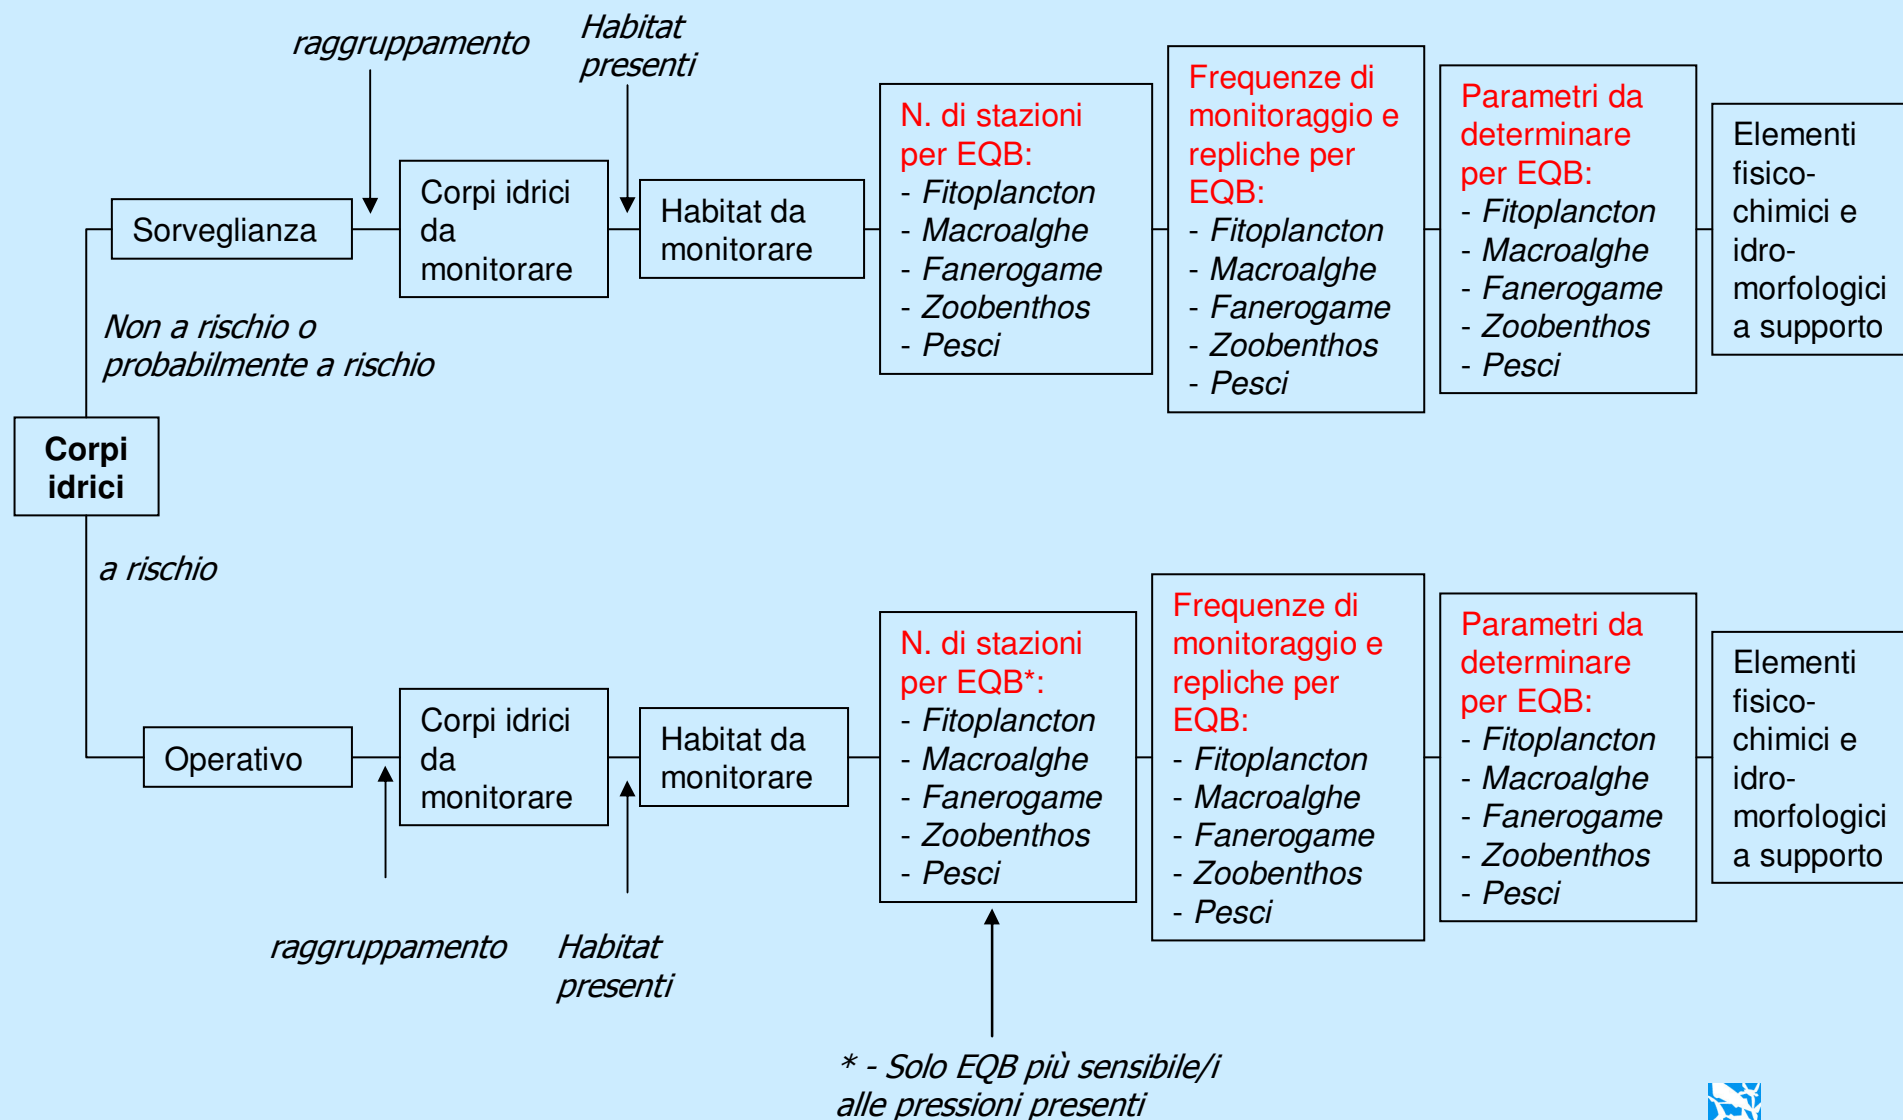 raggruppamento
Habitat
presenti
Sorveglianza
Corpi idrici
da
monitorare
Habitat da
monitorare
N. di stazioni
per EQB:
- Fitoplancton
- Macroalghe
- Fanerogame
- Zoobenthos
- Pesci
Frequenze di
monitoraggio e
repliche per
EQB:
- Fitoplancton
- Macroalghe
- Fanerogame
- Zoobenthos
- Pesci
Parametri da
determinare
per EQB:
- Fitoplancton
- Macroalghe
- Fanerogame
- Zoobenthos
- Pesci
Elementi
fisico-
chimici e
idro-
morfologici
a supporto
Non a rischio o
probabilmente a rischio
Corpi
idrici
a rischio
Operativo
Corpi idrici
da
monitorare
Habitat da
monitorare
N. di stazioni
per EQB*:
- Fitoplancton
- Macroalghe
- Fanerogame
- Zoobenthos
- Pesci
Frequenze di
monitoraggio e
repliche per
EQB:
- Fitoplancton
- Macroalghe
- Fanerogame
- Zoobenthos
- Pesci
Parametri da
determinare
per EQB:
- Fitoplancton
- Macroalghe
- Fanerogame
- Zoobenthos
- Pesci
Elementi
fisico-
chimici e
idro-
morfologici
a supporto
raggruppamento
Habitat
presenti
* - Solo EQB più sensibile/i
alle pressioni presenti